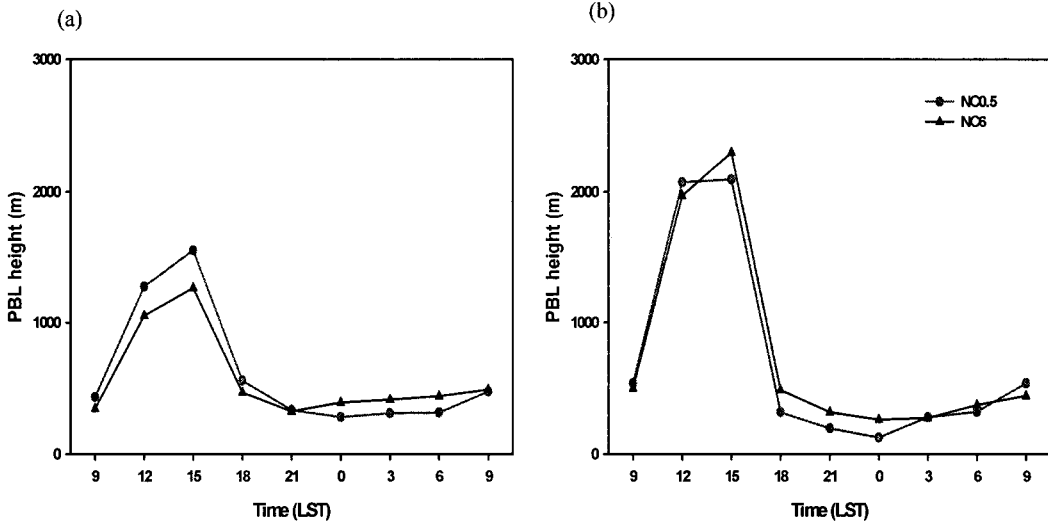 (a)
3000
2000
1000
0
PBL height (m)
9 12 15 18 21 0 3 6 9
Time (LST)
(b)
3000
2000
1000
0
PBL height (m)
NC0.5
NC6
9 12 15 18 21 0 3 6 9
Time (LST)